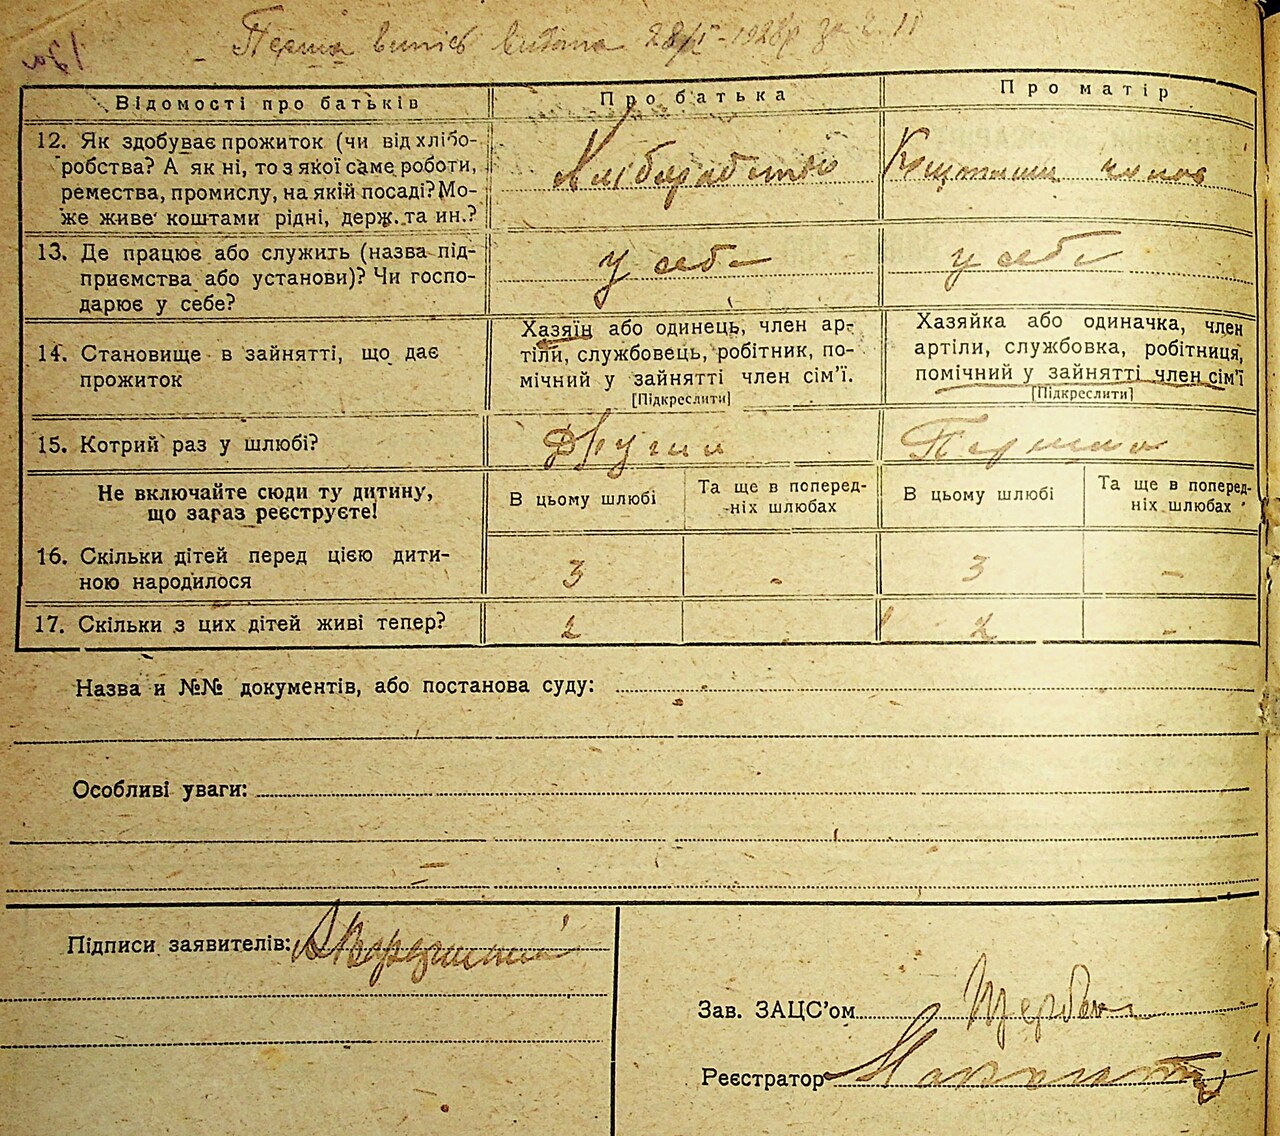 Перша випись видана 28/I-1928р за ч. 11
Відомості про батьків
Про батька
Про матір
12. Як здобуває прожиток (чи від хлібо-
робства? А як ні, то з якої саме роботи,
ремества, промислу, на якій посаді? Мо-
же живе коштами рідні, держ. та ин.?
Хліборобство
Коштами чолов
13. Де працює або служить (назва під-
приємства або установи)? Чи госпо-
дарює у себе?
у себе
у себе
14. Становище в зайнятті, що дає
прожиток
Хазяїн або одинець, член ар-
тіли, службовець, робітник, по-
мічний у зайнятті член сім'ї.
[Підкреслити]
Хазяйка або одиначка, член
артіли, службовка, робітниця,
помічний у зайнятті член сім'ї
[Підкреслити]
15. Котрий раз у шлюбі?
Другий
Перший
Не включайте сюди ту дитину,
що зараз реєструєте!
В цьому шлюбі
Та ще в поперед-
ніх шлюбах
В цьому шлюбі
Та ще в поперед-
ніх шлюбах
16. Скільки дітей перед цією дити-
ною народилося
3
-
3
-
17. Скільки з цих дітей живі тепер?
2
-
2
-
Назва и №№ документів, або постанова суду:
Особливі уваги:
Підписи заявителів:
Зав. ЗАЦС'ом Щербак
Реєстратор